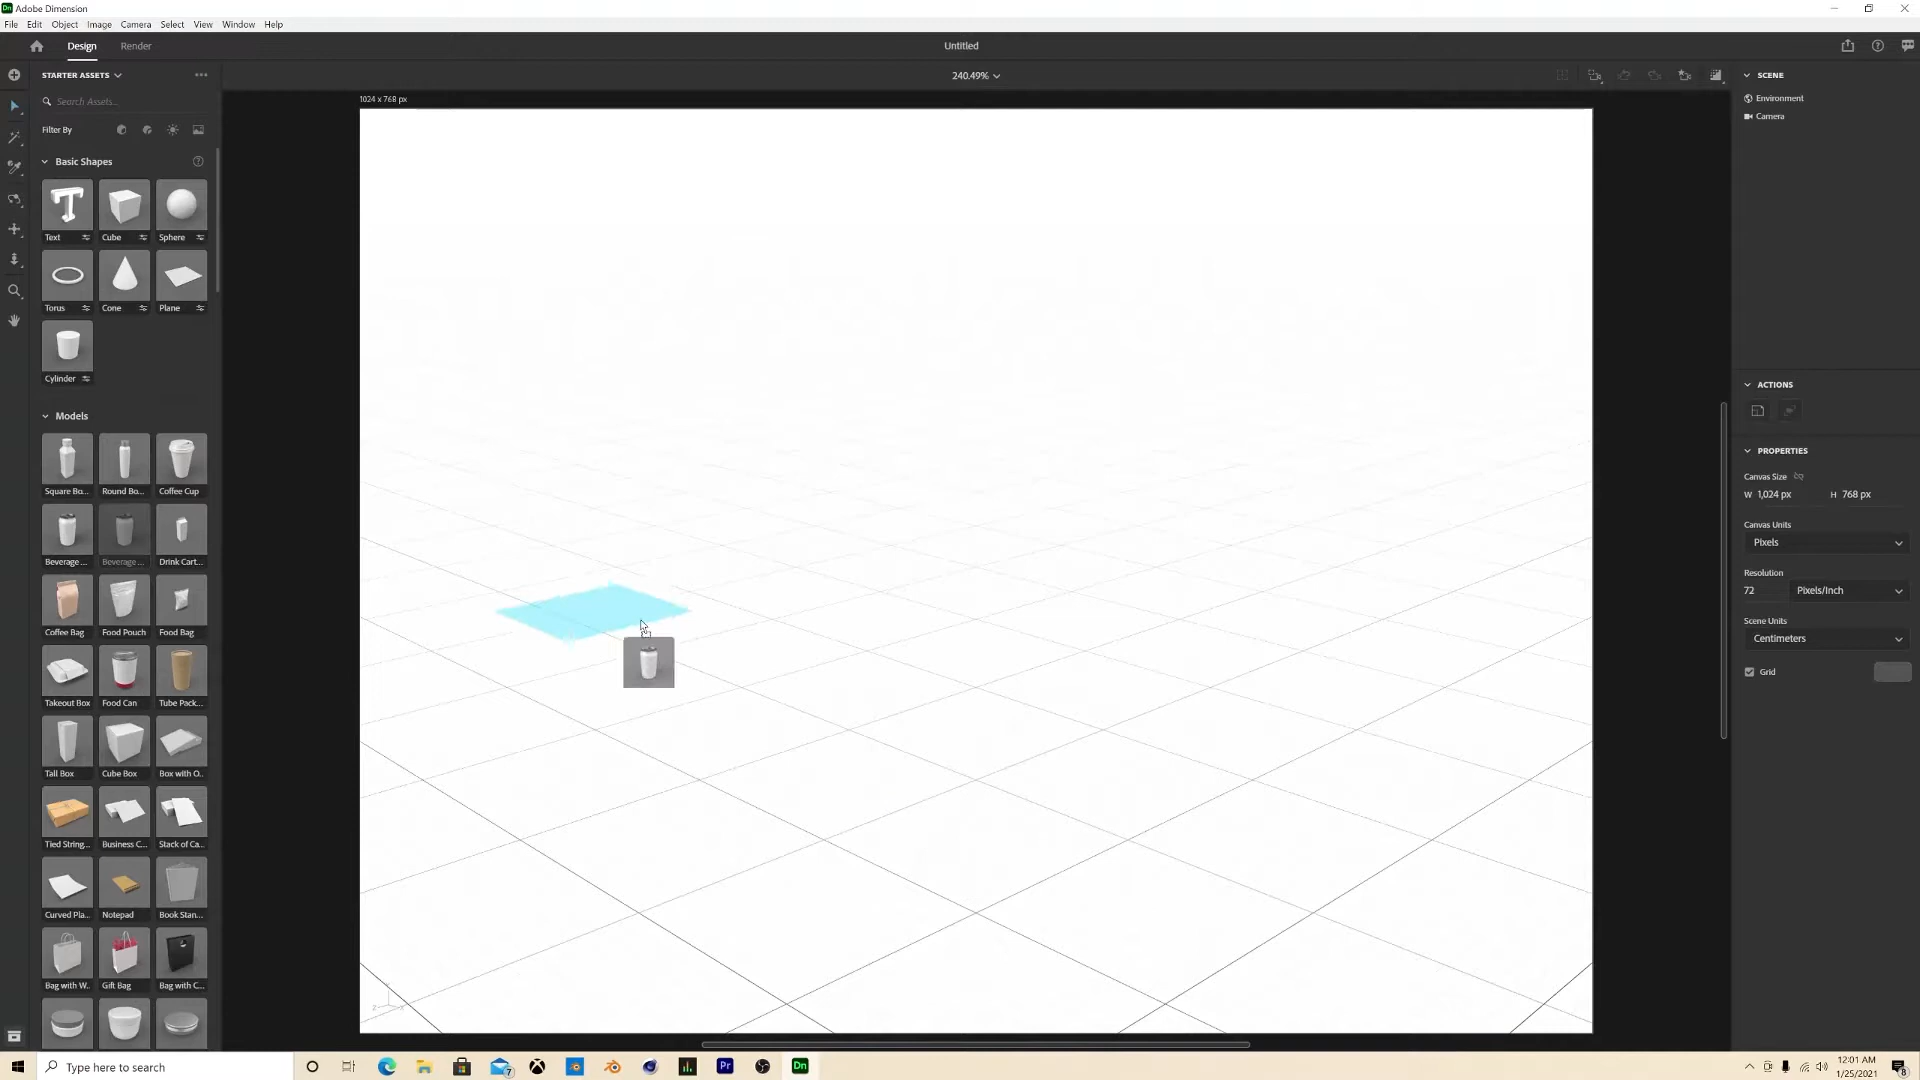 Adobe Dimension
File Edit Object Image Camera Select View Window Help
Design Render Untitled
STARTER ASSETS
240.49%
Search Assets...
Filter By
1024 x 768 px
Basic Shapes
Text Cube Sphere
Torus Cone Plane
Cylinder
Models
Square Bo... Round Bo... Coffee Cup
Beverage ... Beverage ... Drink Cart...
Coffee Bag Food Pouch Food Bag
Takeout Box Food Can Tube Pack...
Tall Box Cube Box Box with O...
Tied String... Business C... Stack of Ca...
Curved Pla... Notepad Book Stan...
Bag with W... Gift Bag Bag with C...
SCENE
Environment
Camera
ACTIONS
PROPERTIES
Canvas Size
W 1,024 px H 768 px
Canvas Units
Pixels
Resolution
72 Pixels/Inch
Scene Units
Centimeters
Grid
Type here to search
7
Pr
Dn
12:01 AM
1/25/2021
8